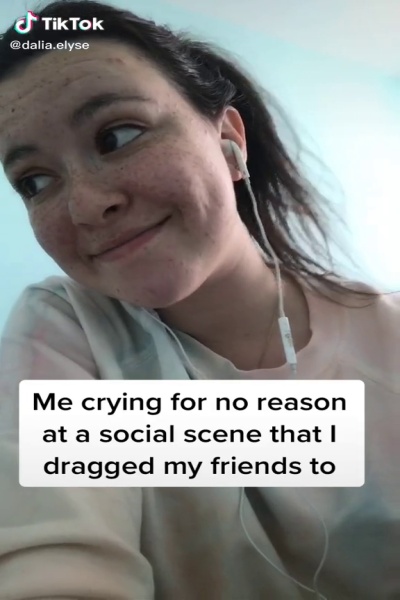 TikTok
@dalia.elyse
Me crying for no reason
at a social scene that I
dragged my friends to